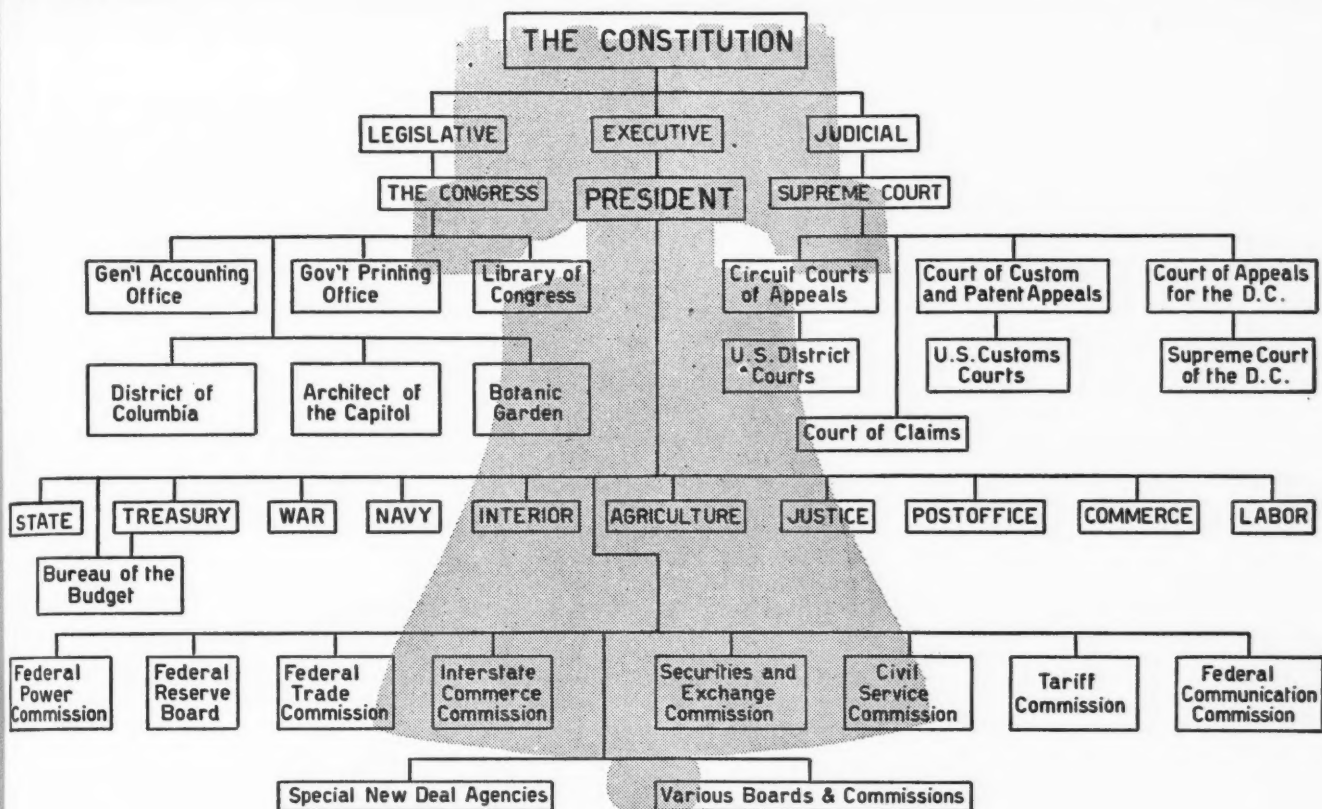 THE CONSTITUTION
LEGISLATIVE
EXECUTIVE
JUDICIAL
THE CONGRESS
PRESIDENT
SUPREME COURT
Gen'l Accounting
Office
Gov't Printing
Office
Library of
Congress
Circuit Courts
of Appeals
Court of Custom
and Patent Appeals
Court of Appeals
for the D.C.
U.S. District
Courts
U.S. Customs
Courts
Supreme Court
of the D.C.
District of
Columbia
Architect of
the Capitol
Botanic
Garden
Court of Claims
STATE
TREASURY
WAR
NAVY
INTERIOR
AGRICULTURE
JUSTICE
POSTOFFICE
COMMERCE
LABOR
Bureau of the
Budget
Federal
Power
Commission
Federal
Reserve
Board
Federal
Trade
Commission
Interstate
Commerce
Commission
Securities and
Exchange
Commission
Civil
Service
Commission
Tariff
Commission
Federal
Communication
Commission
Special New Deal Agencies
Various Boards & Commissions